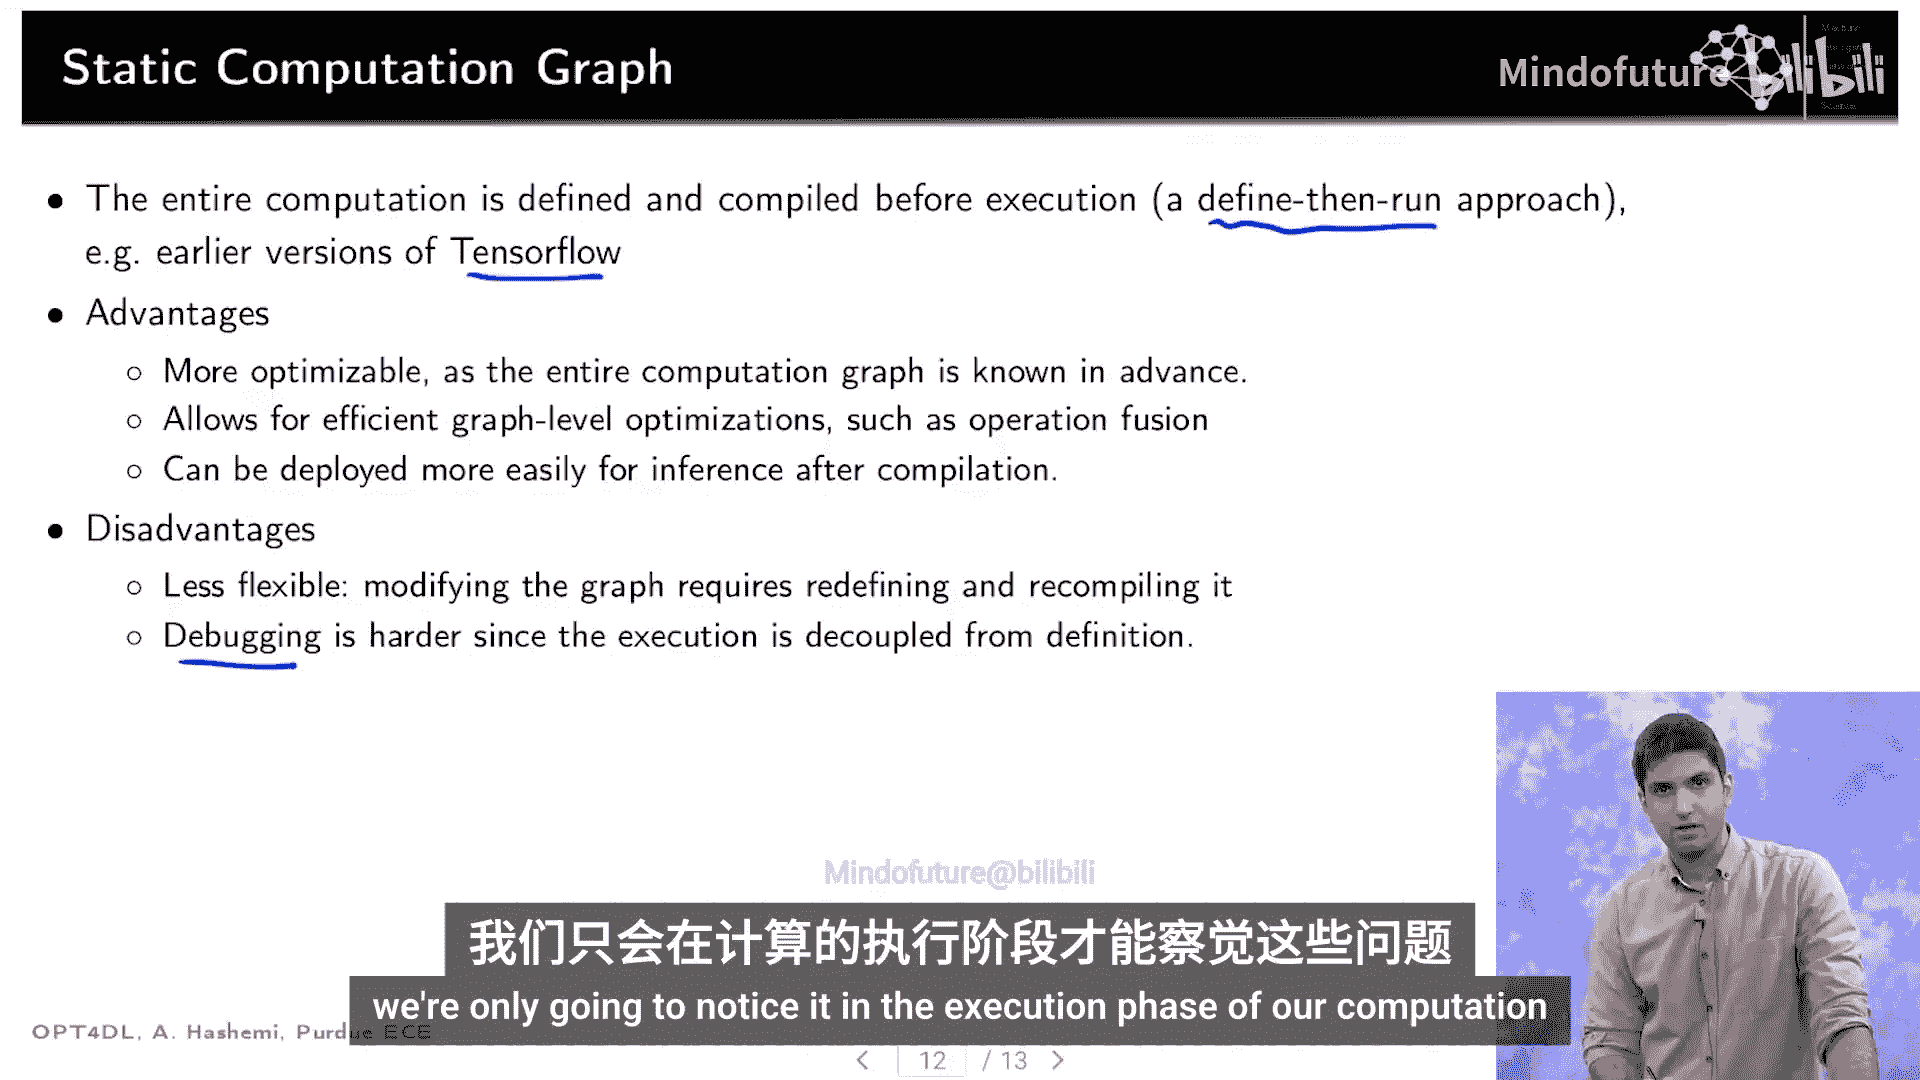 Static Computation Graph
Mindofuture bilibili
• The entire computation is defined and compiled before execution (a define-then-run approach),
e.g. earlier versions of Tensorflow
• Advantages
○ More optimizable, as the entire computation graph is known in advance.
○ Allows for efficient graph-level optimizations, such as operation fusion
○ Can be deployed more easily for inference after compilation.
• Disadvantages
○ Less flexible: modifying the graph requires redefining and recompiling it
○ Debugging is harder since the execution is decoupled from definition.
Mindofuture@bilibili
我们只会在计算的执行阶段才能察觉这些问题
we're only going to notice it in the execution phase of our computation
OPT4DL, A. Hashemi, Purdue ECE
12 / 13